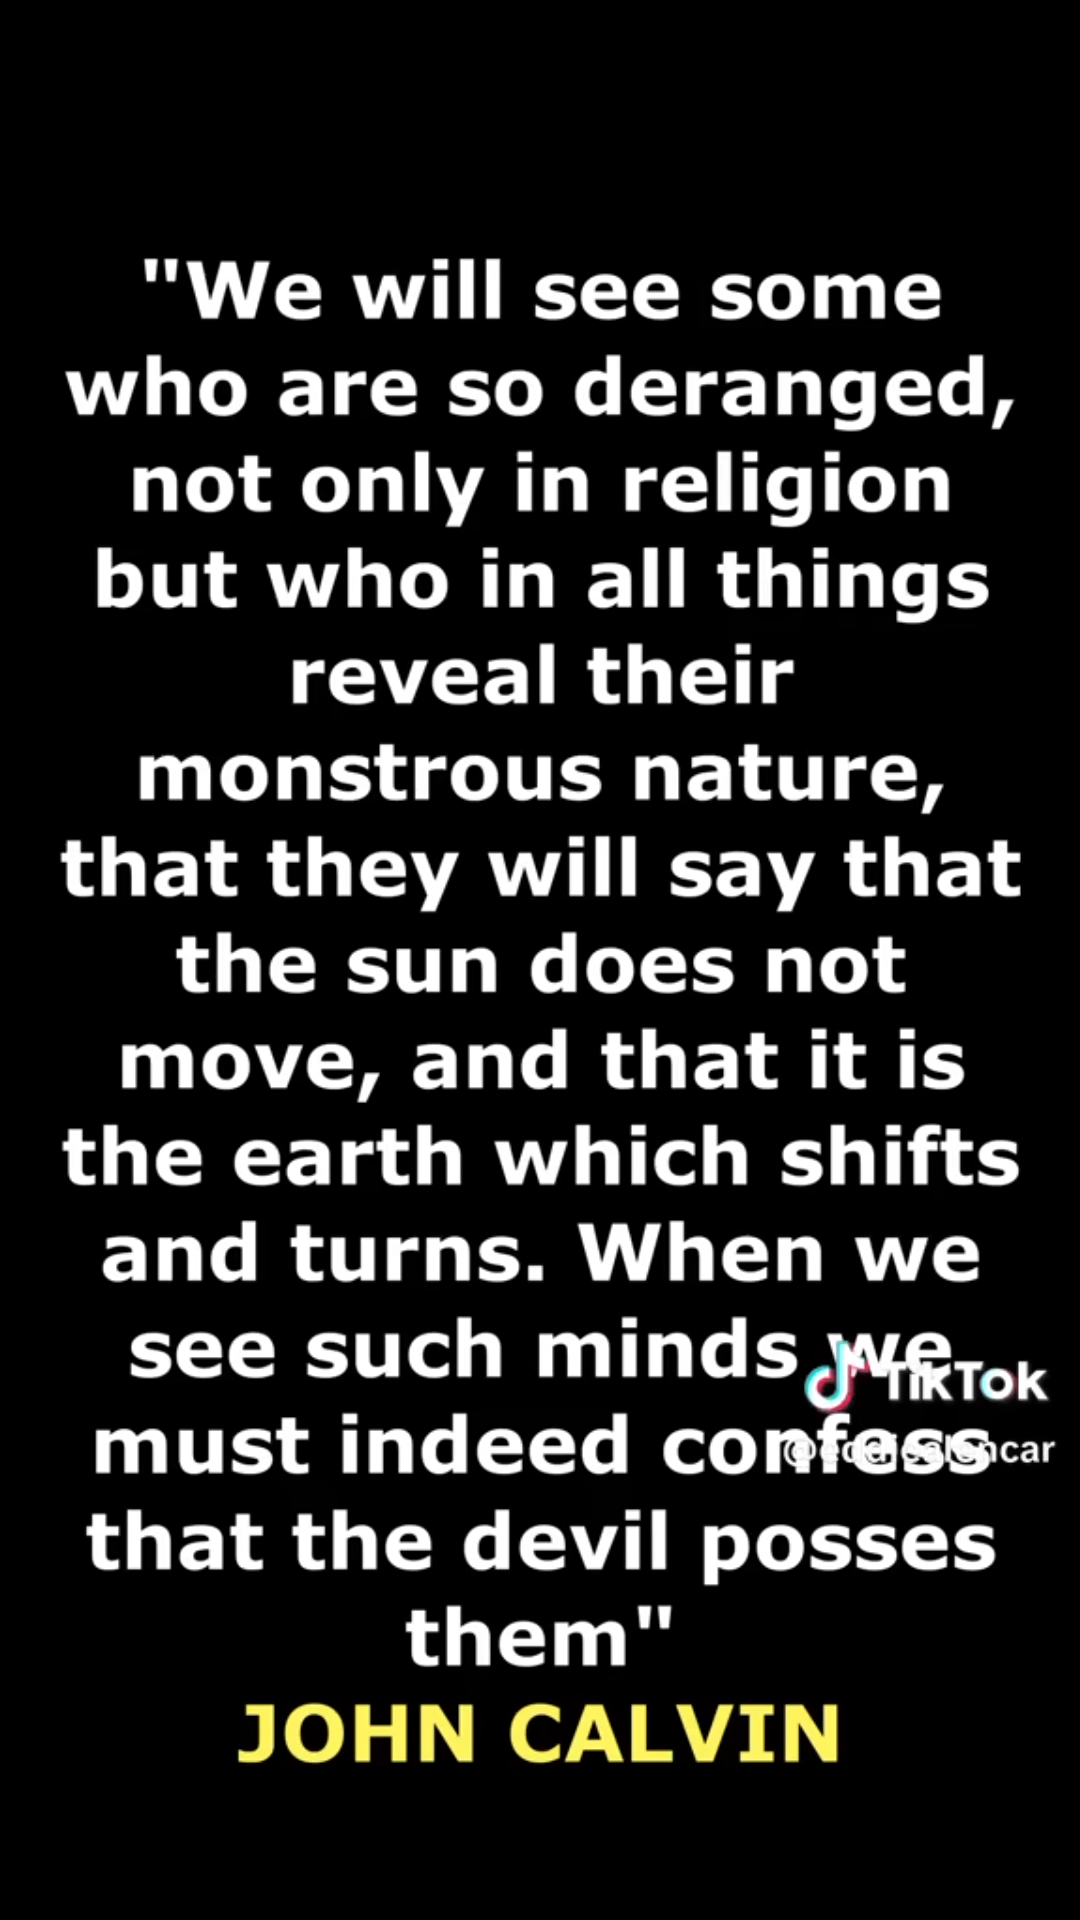 "We will see some
who are so deranged,
not only in religion
but who in all things
reveal their
monstrous nature,
that they will say that
the sun does not
move, and that it is
the earth which shifts
and turns. When we
see such minds we
TikTok
must indeed confess
@eddiealencar
that the devil posses
them"
JOHN CALVIN